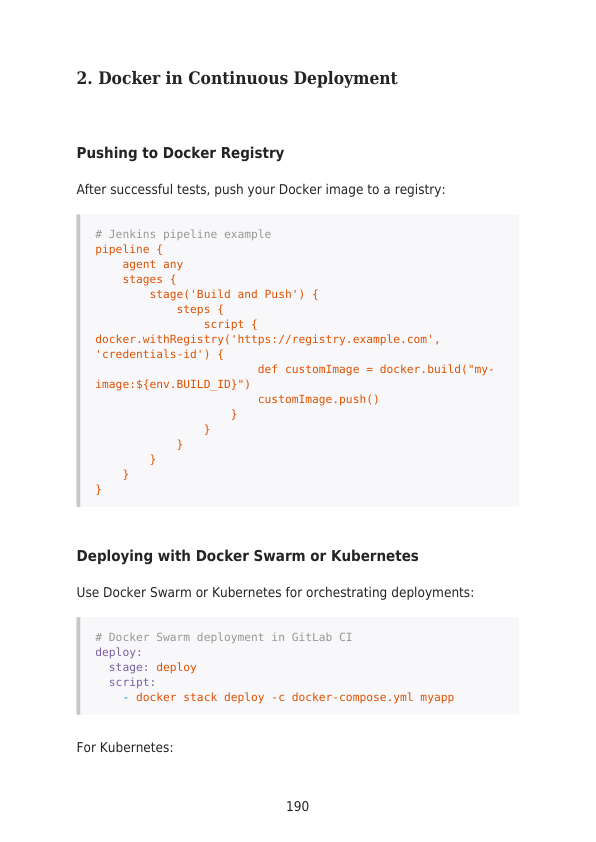 2. Docker in Continuous Deployment
Pushing to Docker Registry
After successful tests, push your Docker image to a registry:
# Jenkins pipeline example
pipeline {
    agent any
    stages {
        stage('Build and Push') {
            steps {
                script {
docker.withRegistry('https://registry.example.com',
'credentials-id') {
                        def customImage = docker.build("my-
image:${env.BUILD_ID}")
                        customImage.push()
                    }
                }
            }
        }
    }
}
Deploying with Docker Swarm or Kubernetes
Use Docker Swarm or Kubernetes for orchestrating deployments:
# Docker Swarm deployment in GitLab CI
deploy:
  stage: deploy
  script:
    - docker stack deploy -c docker-compose.yml myapp
For Kubernetes:
190